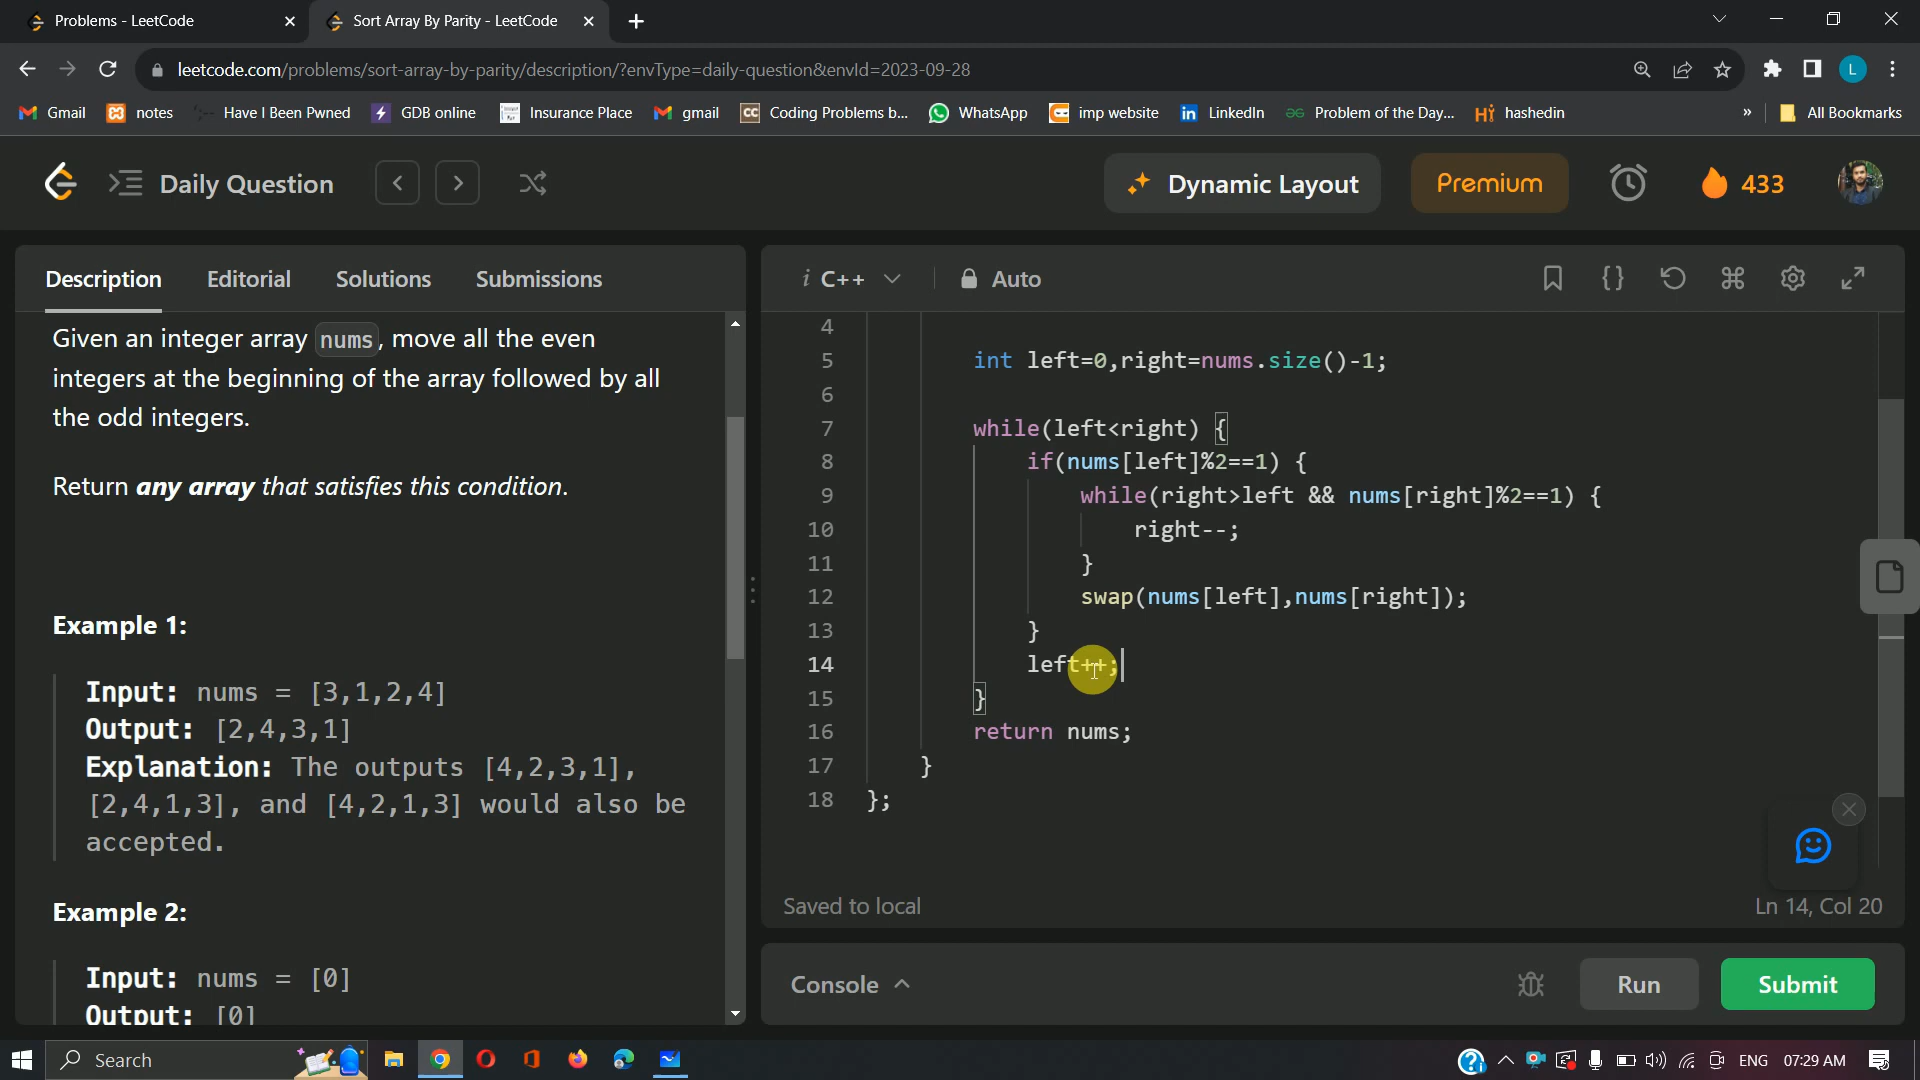 Problems - LeetCode
Sort Array By Parity - LeetCode
leetcode.com/problems/sort-array-by-parity/description/?envType=daily-question&envId=2023-09-28
L
Gmail
notes
Have I Been Pwned
GDB online
Insurance Place
gmail
CC Coding Problems b...
WhatsApp
imp website
LinkedIn
Problem of the Day...
hashedin
»
All Bookmarks
Daily Question
Dynamic Layout
Premium
433
Description
Editorial
Solutions
Submissions
Given an integer array nums, move all the even
integers at the beginning of the array followed by all
the odd integers.
Return any array that satisfies this condition.
Example 1:
Input: nums = [3,1,2,4]
Output: [2,4,3,1]
Explanation: The outputs [4,2,3,1],
[2,4,1,3], and [4,2,1,3] would also be
accepted.
Example 2:
Input: nums = [0]
Output: [0]
i C++
Auto
4
5 int left=0,right=nums.size()-1;
6
7 while(left<right) {
8 if(nums[left]%2==1) {
9 while(right>left && nums[right]%2==1) {
10 right--;
11 }
12 swap(nums[left],nums[right]);
13 }
14 left++;
15 }
16 return nums;
17 }
18 };
Saved to local
Ln 14, Col 20
Console
Run
Submit
Search
ENG
07:29 AM